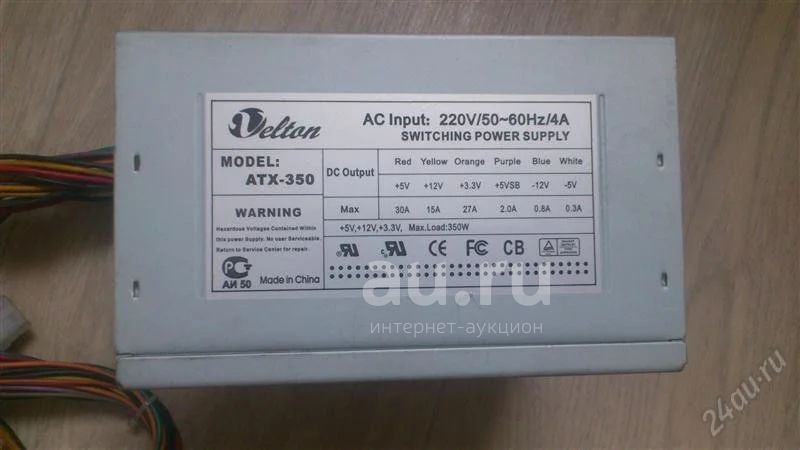 Velton
AC Input: 220V/50~60Hz/4A
SWITCHING POWER SUPPLY
MODEL:
ATX-350
DC Output Red Yellow Orange Purple Blue White
+5V +12V +3.3V +5VSB -12V -5V
Max 30A 15A 27A 2.0A 0.8A 0.3A
+5V,+12V,+3.3V, Max.Load:350W
WARNING
Hazardous Voltages Contained Within
this power Supply. No user Serviceable.
Return to Service Center for repair.
CE FC CB
АИ 50
Made in China
au.ru
интернет-аукцион
24au.ru